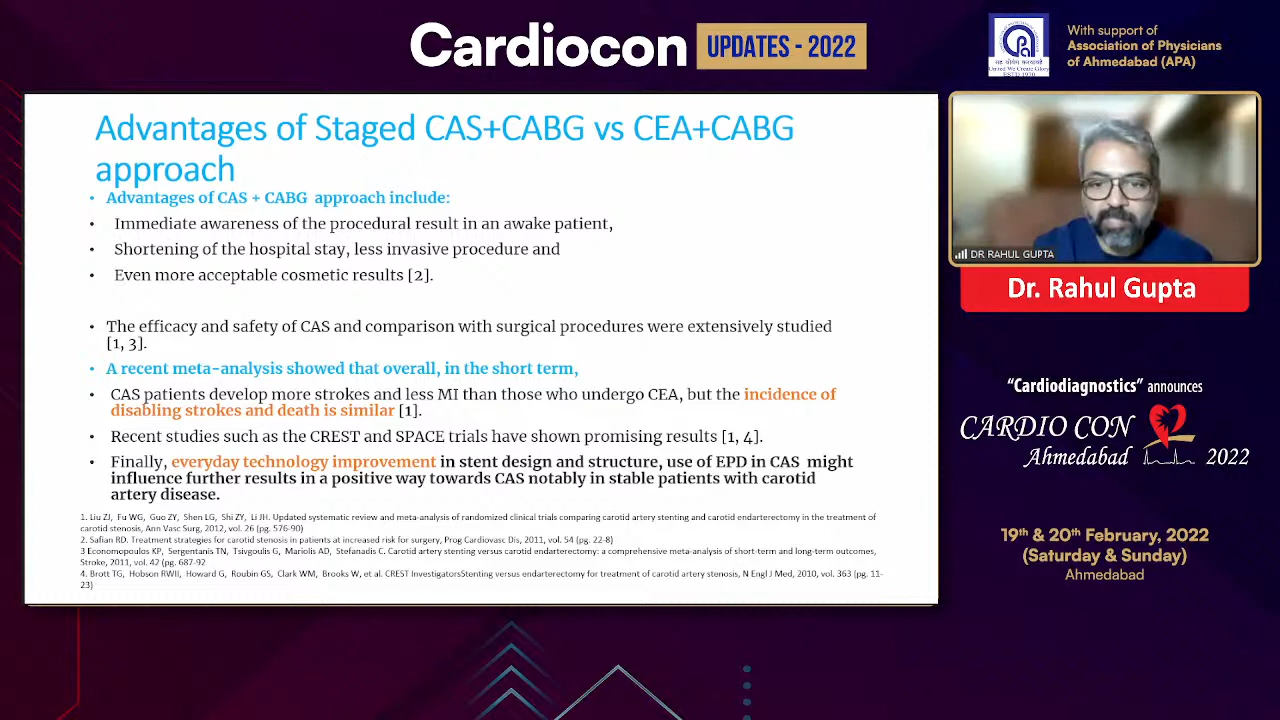 Cardiocon UPDATES - 2022
With support of
Association of Physicians
of Ahmedabad (APA)
सह वीर्यं करवावहै
United We Create Glory
ESTD 1970
Advantages of Staged CAS+CABG vs CEA+CABG
approach
• Advantages of CAS + CABG approach include:
• Immediate awareness of the procedural result in an awake patient,
• Shortening of the hospital stay, less invasive procedure and
• Even more acceptable cosmetic results [2].
• The efficacy and safety of CAS and comparison with surgical procedures were extensively studied
[1, 3].
• A recent meta-analysis showed that overall, in the short term,
• CAS patients develop more strokes and less MI than those who undergo CEA, but the incidence of
disabling strokes and death is similar [1].
• Recent studies such as the CREST and SPACE trials have shown promising results [1, 4].
• Finally, everyday technology improvement in stent design and structure, use of EPD in CAS might
influence further results in a positive way towards CAS notably in stable patients with carotid
artery disease.
1. Liu ZJ, Fu WG, Guo ZY, Shen LG, Shi ZY, Li JH. Updated systematic review and meta-analysis of randomized clinical trials comparing carotid artery stenting and carotid endarterectomy in the treatment of
carotid stenosis, Ann Vasc Surg, 2012, vol. 26 (pg. 576-90)
2. Safian RD. Treatment strategies for carotid stenosis in patients at increased risk for surgery, Prog Cardiovasc Dis, 2011, vol. 54 (pg. 22-8)
3 Economopoulos KP, Sergentanis TN, Tsivgoulis G, Mariolis AD, Stefanadis C. Carotid artery stenting versus carotid endarterectomy: a comprehensive meta-analysis of short-term and long-term outcomes,
Stroke, 2011, vol. 42 (pg. 687-92
4. Brott TG, Hobson RWII, Howard G, Roubin GS, Clark WM, Brooks W, et al. CREST InvestigatorsStenting versus endarterectomy for treatment of carotid artery stenosis, N Engl J Med, 2010, vol. 363 (pg. 11-
23)
DR RAHUL GUPTA
Dr. Rahul Gupta
"Cardiodiagnostics" announces
CARDIO CON
Ahmedabad 2022
19th & 20th February, 2022
(Saturday & Sunday)
Ahmedabad